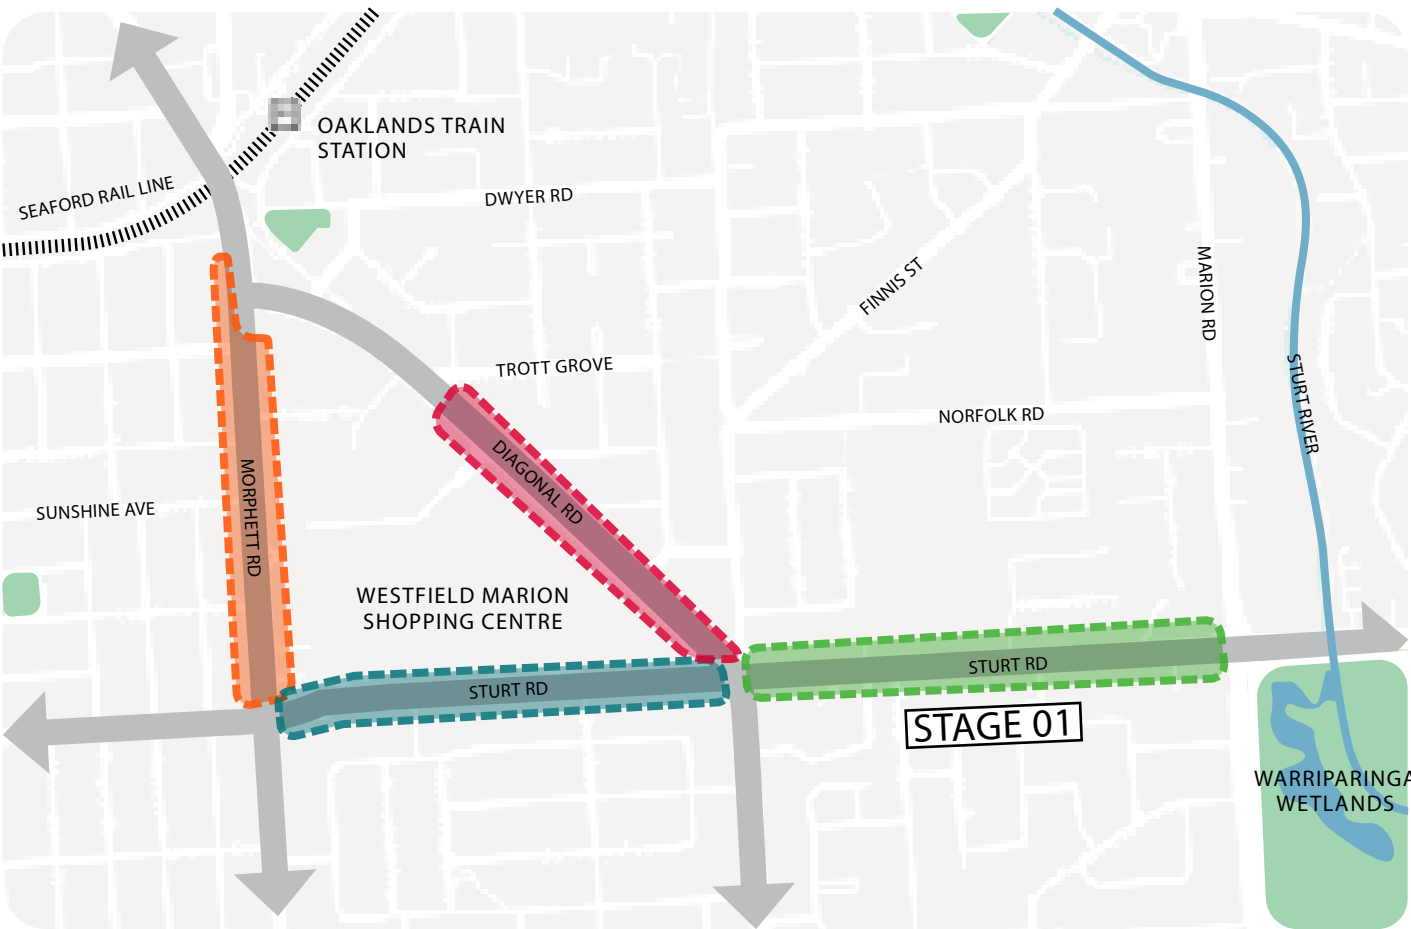 OAKLANDS TRAIN
STATION
SEAFORD RAIL LINE
DWYER RD
FINNIS ST
MARION RD
TROTT GROVE
STURT RIVER
NORFOLK RD
DIAGONAL RD
MORPHETT RD
SUNSHINE AVE
WESTFIELD MARION
SHOPPING CENTRE
STURT RD
STURT RD
STAGE 01
WARRIPARINGA
WETLANDS